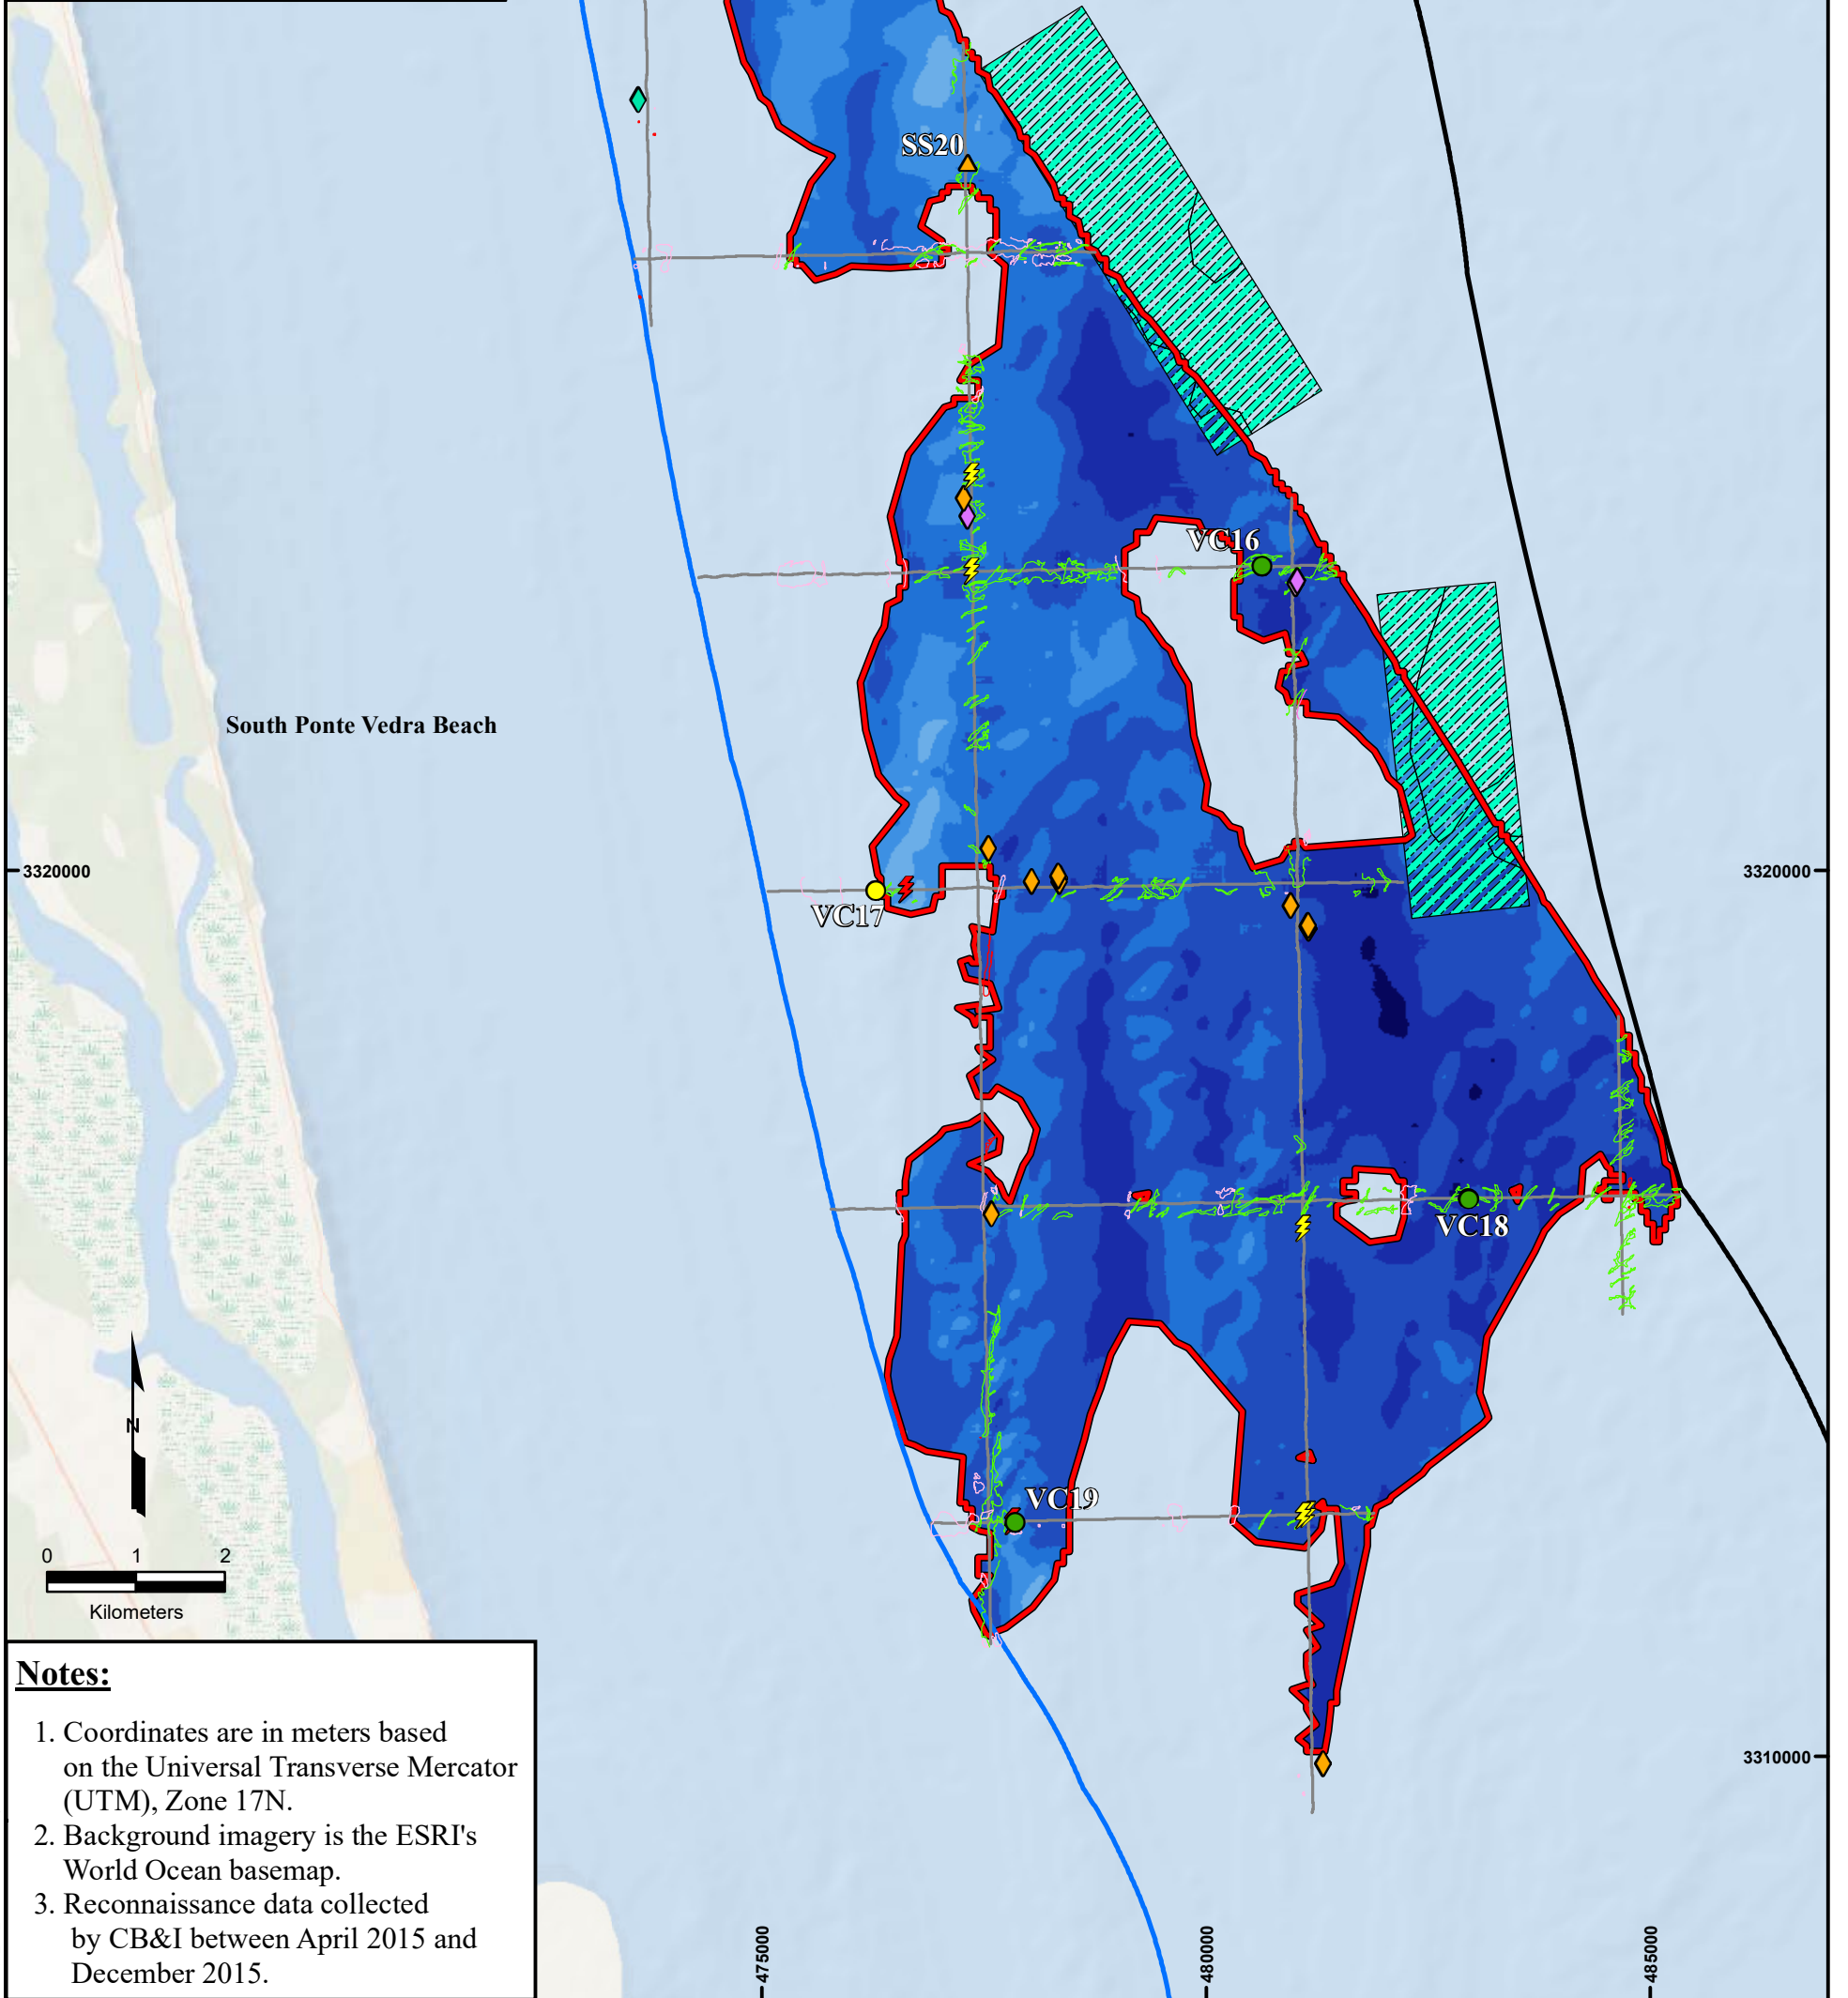 SS20
VC16
South Ponte Vedra Beach
3320000
3320000
VC17
VC18
N
VC19
0 1 2
Kilometers
Notes:
1. Coordinates are in meters based
on the Universal Transverse Mercator
(UTM), Zone 17N.
2. Background imagery is the ESRI's
World Ocean basemap.
3. Reconnaissance data collected
by CB&I between April 2015 and
December 2015.
3310000
475000
480000
485000